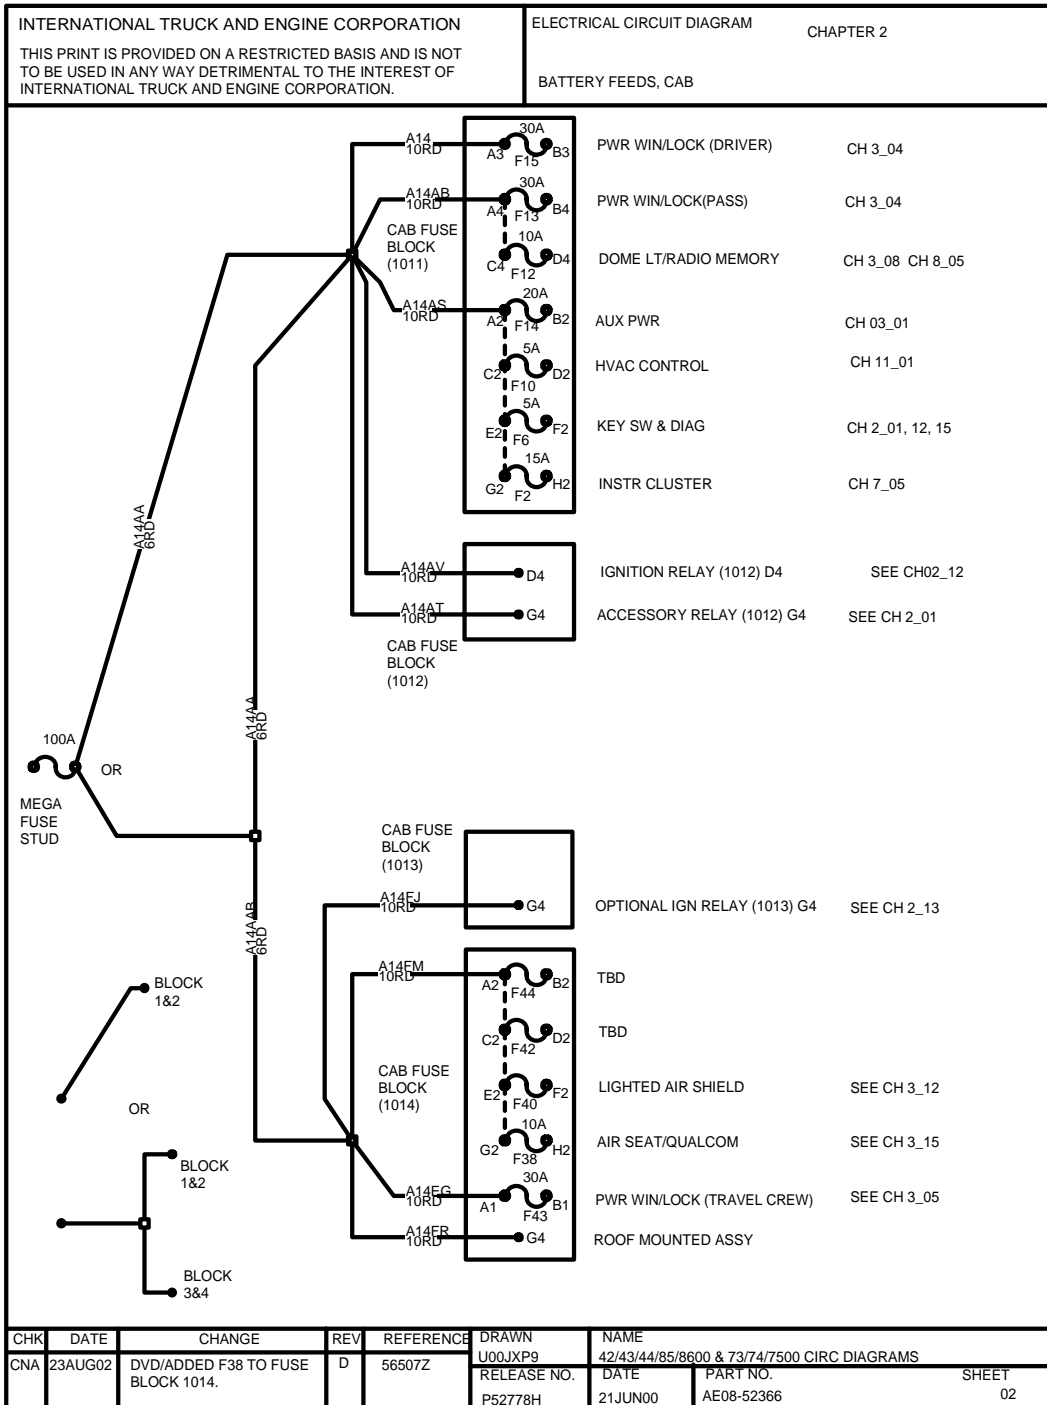 INTERNATIONAL TRUCK AND ENGINE CORPORATION
THIS PRINT IS PROVIDED ON A RESTRICTED BASIS AND IS NOT
TO BE USED IN ANY WAY DETRIMENTAL TO THE INTEREST OF
INTERNATIONAL TRUCK AND ENGINE CORPORATION.
ELECTRICAL CIRCUIT DIAGRAM CHAPTER 2
BATTERY FEEDS, CAB
A14
10RD
A3
30A
F15
B3
PWR WIN/LOCK (DRIVER) CH 3_04
A14AB
10RD
A4
30A
F13
B4
PWR WIN/LOCK(PASS) CH 3_04
CAB FUSE
BLOCK
(1011)
C4
10A
F12
D4
DOME LT/RADIO MEMORY CH 3_08 CH 8_05
A14AS
10RD
A2
20A
F14
B2
AUX PWR CH 03_01
C2
5A
F10
D2
HVAC CONTROL CH 11_01
E2
5A
F6
F2
KEY SW & DIAG CH 2_01, 12, 15
G2
15A
F2
H2
INSTR CLUSTER CH 7_05
A14AA
6RD
A14AV
10RD
D4
IGNITION RELAY (1012) D4 SEE CH02_12
A14AT
10RD
G4
ACCESSORY RELAY (1012) G4 SEE CH 2_01
CAB FUSE
BLOCK
(1012)
A14AA
6RD
100A
OR
MEGA
FUSE
STUD
CAB FUSE
BLOCK
(1013)
A14FJ
10RD
G4
OPTIONAL IGN RELAY (1013) G4 SEE CH 2_13
A14AAB
6RD
A14FM
10RD
A2
F44
B2
TBD
C2
F42
D2
TBD
CAB FUSE
BLOCK
(1014)
E2
F40
F2
LIGHTED AIR SHIELD SEE CH 3_12
G2
10A
F38
H2
AIR SEAT/QUALCOM SEE CH 3_15
A14FG
10RD
A1
30A
F43
B1
PWR WIN/LOCK (TRAVEL CREW) SEE CH 3_05
A14FR
10RD
G4
ROOF MOUNTED ASSY
BLOCK
1&2
OR
BLOCK
1&2
BLOCK
3&4
CHK DATE CHANGE REV REFERENCE
CNA 23AUG02 DVD/ADDED F38 TO FUSE D 56507Z
BLOCK 1014.
DRAWN
U00JXP9
NAME
42/43/44/85/8600 & 73/74/7500 CIRC DIAGRAMS
RELEASE NO.
P52778H
DATE
21JUN00
PART NO.
AE08-52366
SHEET
02